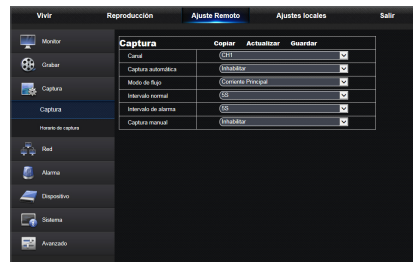 Vivir Reproducción Ajuste Remoto Ajustes locales Salir
Monitor
Grabar
Captura
Captura
Horario de captura
Red
Alarma
Dispositivo
Sistema
Avanzado
Captura Copiar Actualizar Guardar
Canal CH1
Captura automática Inhabilitar
Modo de flujo Corriente Principal
Intervalo normal 5S
Intervalo de alarma 5S
Captura manual Inhabilitar